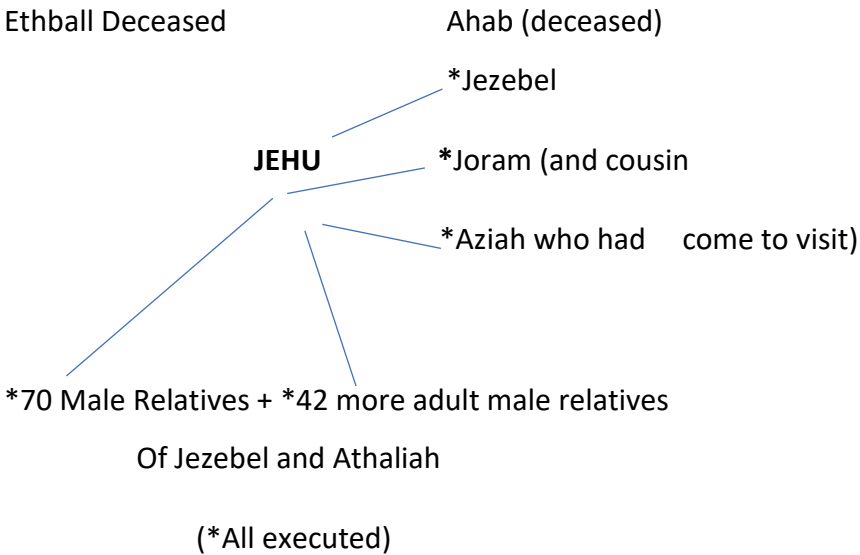 Ethball Deceased Ahab (deceased)
*Jezebel
JEHU *Joram (and cousin
*Aziah who had come to visit)
*70 Male Relatives + *42 more adult male relatives
Of Jezebel and Athaliah
(*All executed)